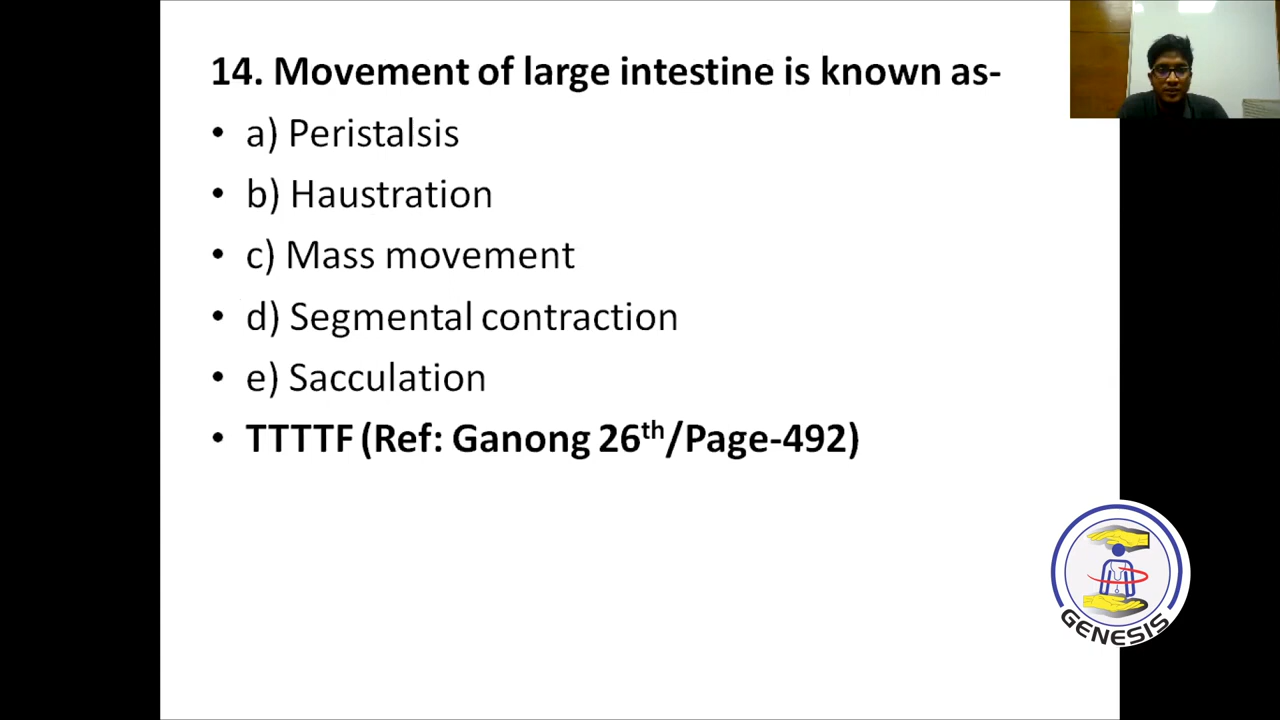 14. Movement of large intestine is known as-
• a) Peristalsis
• b) Haustration
• c) Mass movement
• d) Segmental contraction
• e) Sacculation
• TTTTF (Ref: Ganong 26th/Page-492)
GENESIS